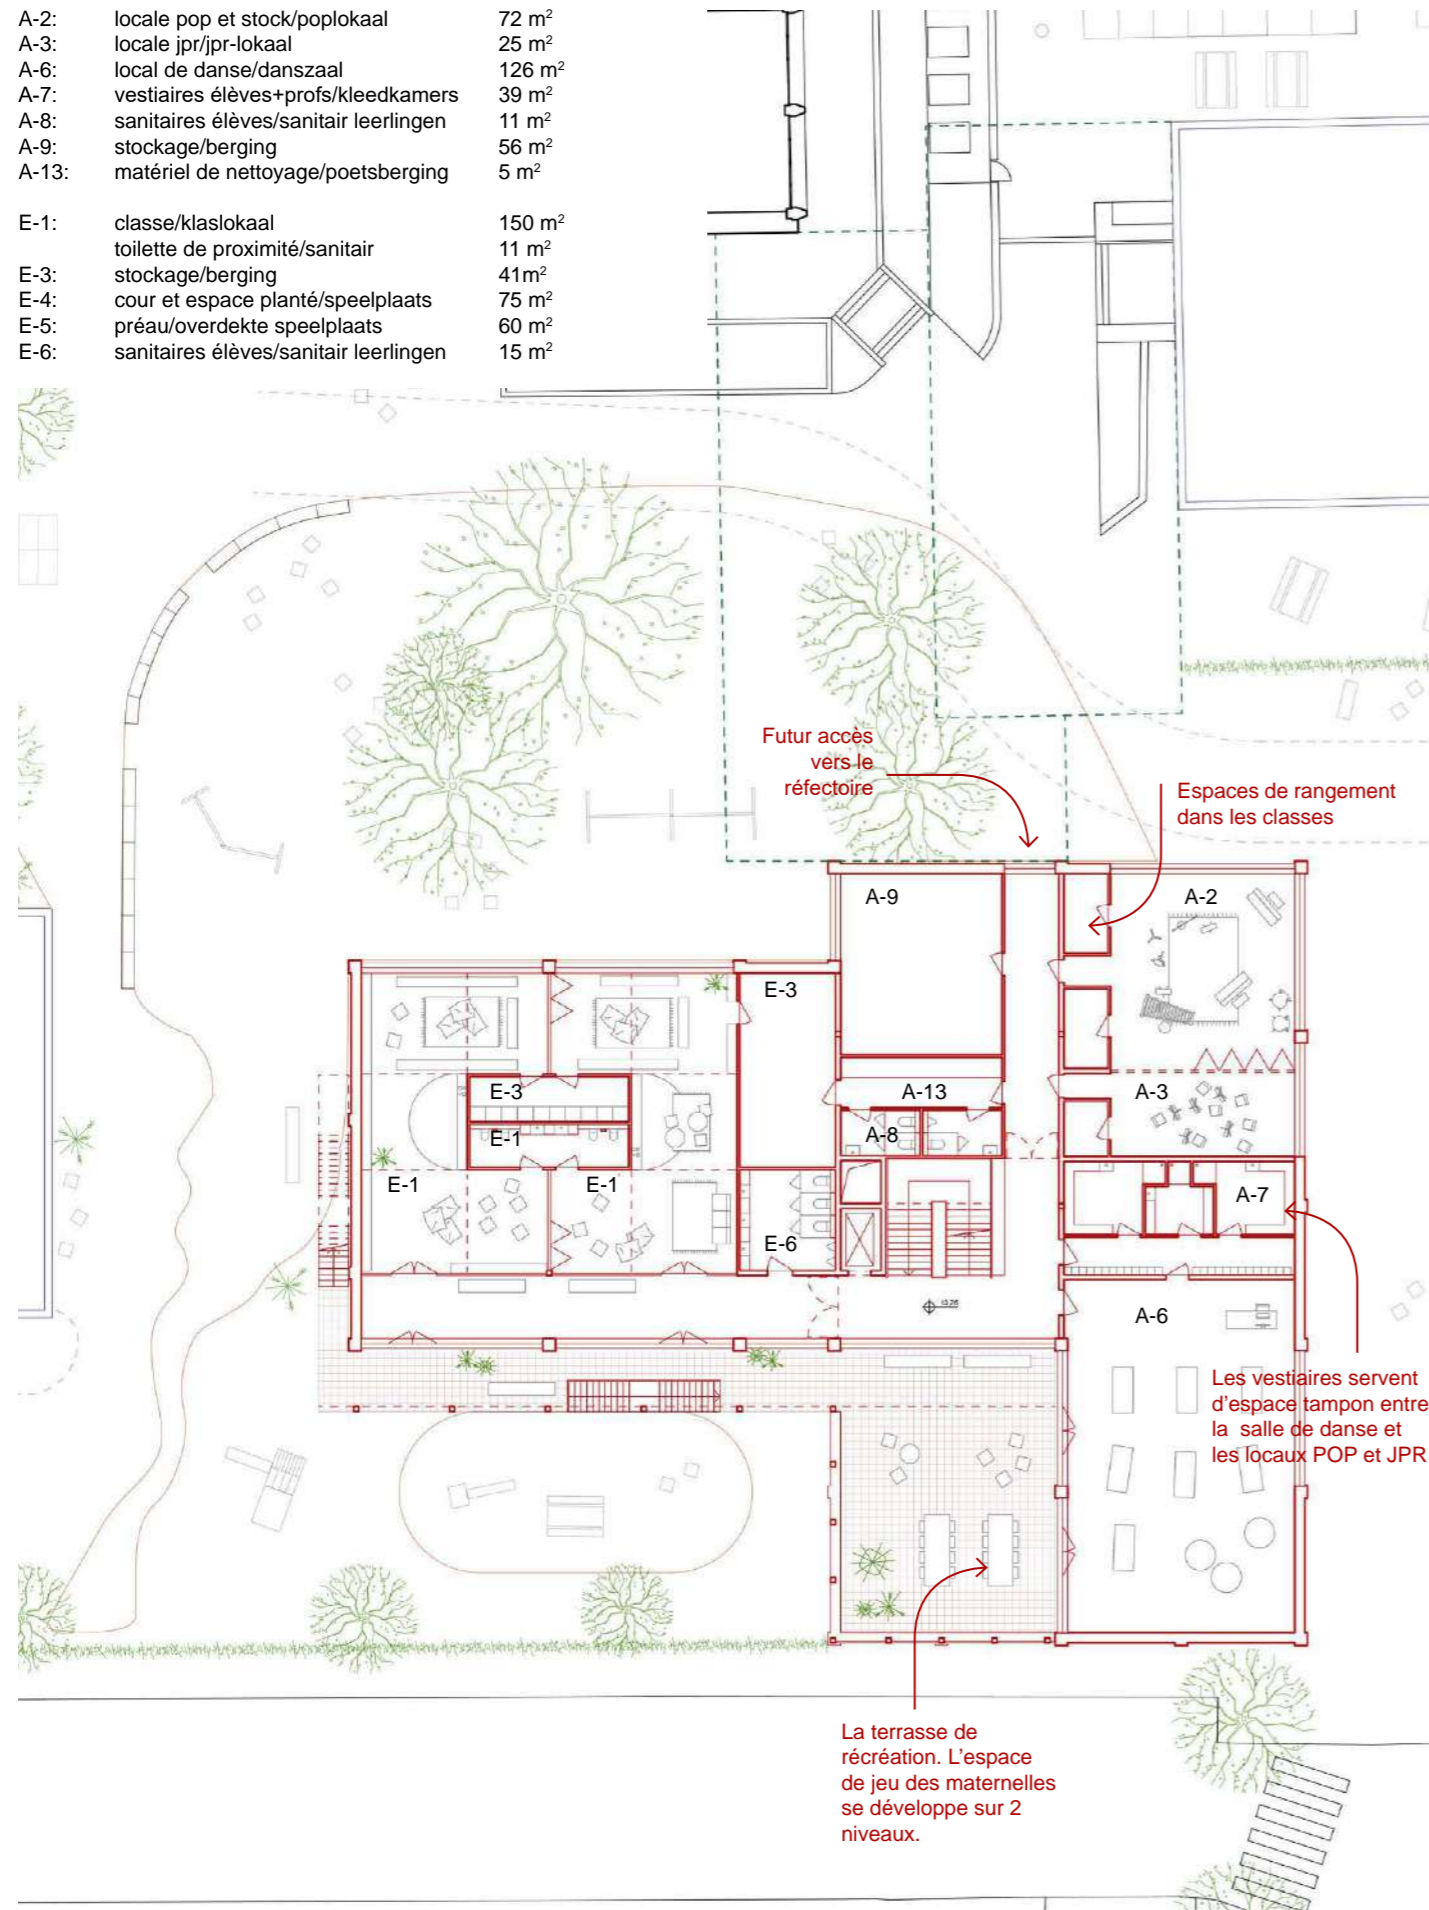 A-2: locale pop et stock/poplokaal 72 m²
A-3: locale jpr/jpr-lokaal 25 m²
A-6: local de danse/danszaal 126 m²
A-7: vestiaires élèves+profs/kleedkamers 39 m²
A-8: sanitaires élèves/sanitair leerlingen 11 m²
A-9: stockage/berging 56 m²
A-13: matériel de nettoyage/poetsberging 5 m²
E-1: classe/klaslokaal 150 m²
toilette de proximité/sanitair 11 m²
E-3: stockage/berging 41m²
E-4: cour et espace planté/speelplaats 75 m²
E-5: préau/overdekte speelplaats 60 m²
E-6: sanitaires élèves/sanitair leerlingen 15 m²
Futur accès
vers le
réfectoire
Espaces de rangement
dans les classes
A-9
A-2
E-3
E-3
A-13
A-3
A-8
E-1
E-1
E-1
A-7
E-6
A-6
Les vestiaires servent
d'espace tampon entre
la salle de danse et
les locaux POP et JPR
La terrasse de
récréation. L'espace
de jeu des maternelles
se développe sur 2
niveaux.